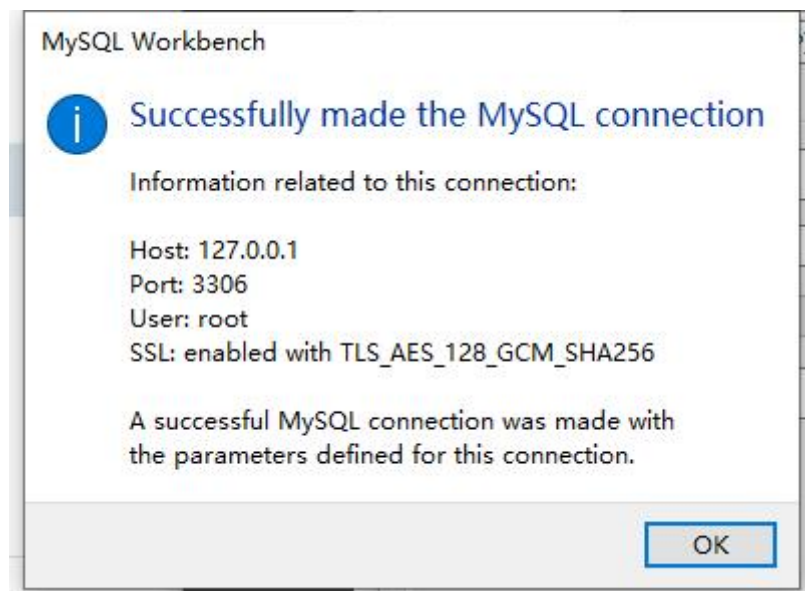 MySQL Workbench
Successfully made the MySQL connection
Information related to this connection:
Host: 127.0.0.1
Port: 3306
User: root
SSL: enabled with TLS_AES_128_GCM_SHA256
A successful MySQL connection was made with
the parameters defined for this connection.
OK